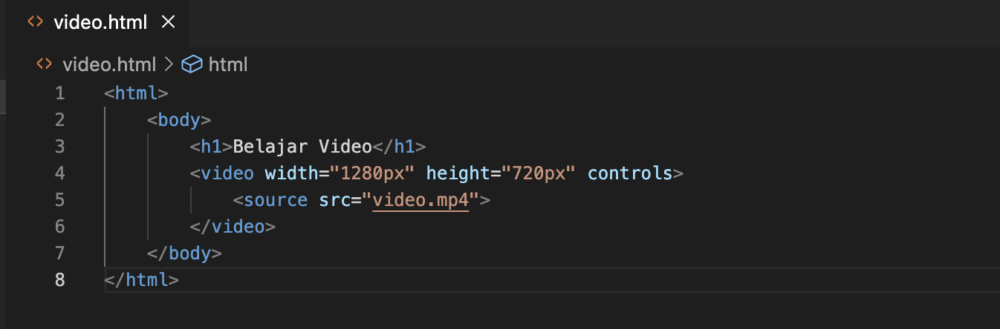 video.html
video.html > html
1 <html>
2 <body>
3 <h1>Belajar Video</h1>
4 <video width="1280px" height="720px" controls>
5 <source src="video.mp4">
6 </video>
7 </body>
8 </html>